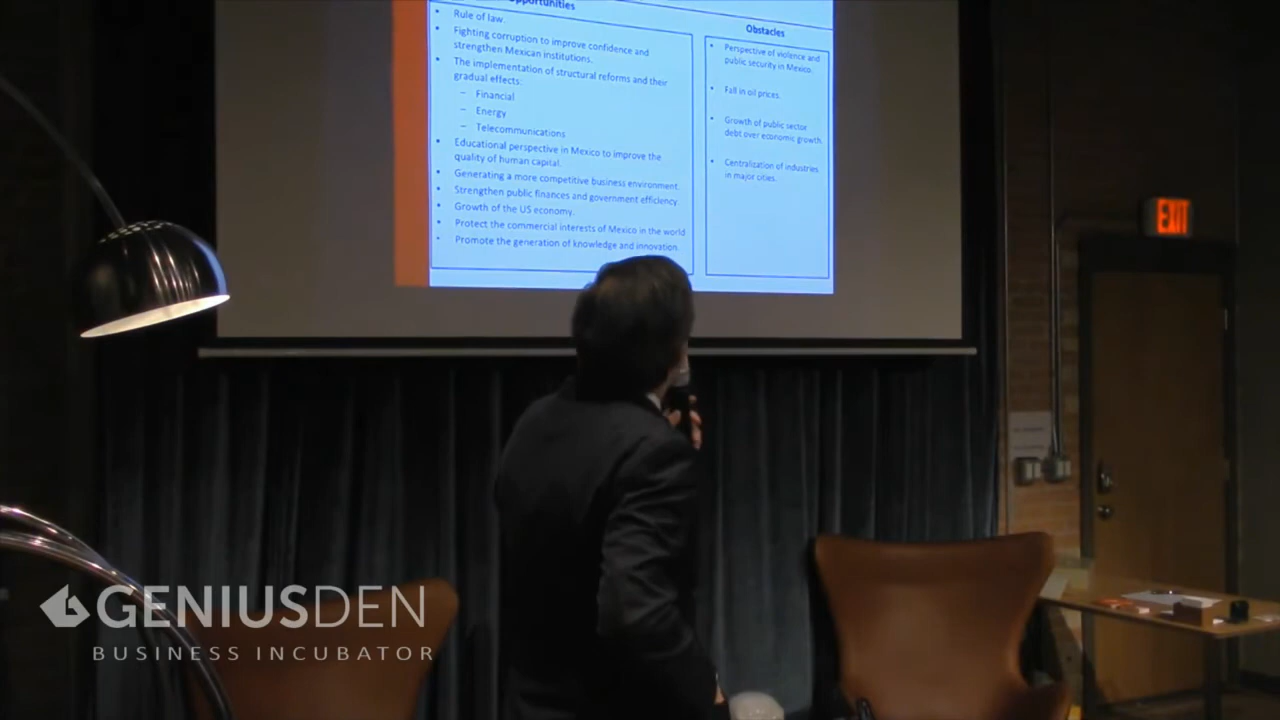 Opportunities
• Rule of law.
• Fighting corruption to improve confidence and
strengthen Mexican institutions.
• The implementation of structural reforms and their
gradual effects:
– Financial
– Energy
– Telecommunications
• Educational perspective in Mexico to improve the
quality of human capital.
• Generating a more competitive business environment.
• Strengthen public finances and government efficiency.
• Growth of the US economy.
• Protect the commercial interests of Mexico in the world
• Promote the generation of knowledge and innovation.
Obstacles
• Perspective of violence and
public security in Mexico.
• Fall in oil prices.
• Growth of public sector
debt over economic growth.
• Centralization of industries
in major cities.
EXIT
GENIUSDEN
BUSINESS INCUBATOR